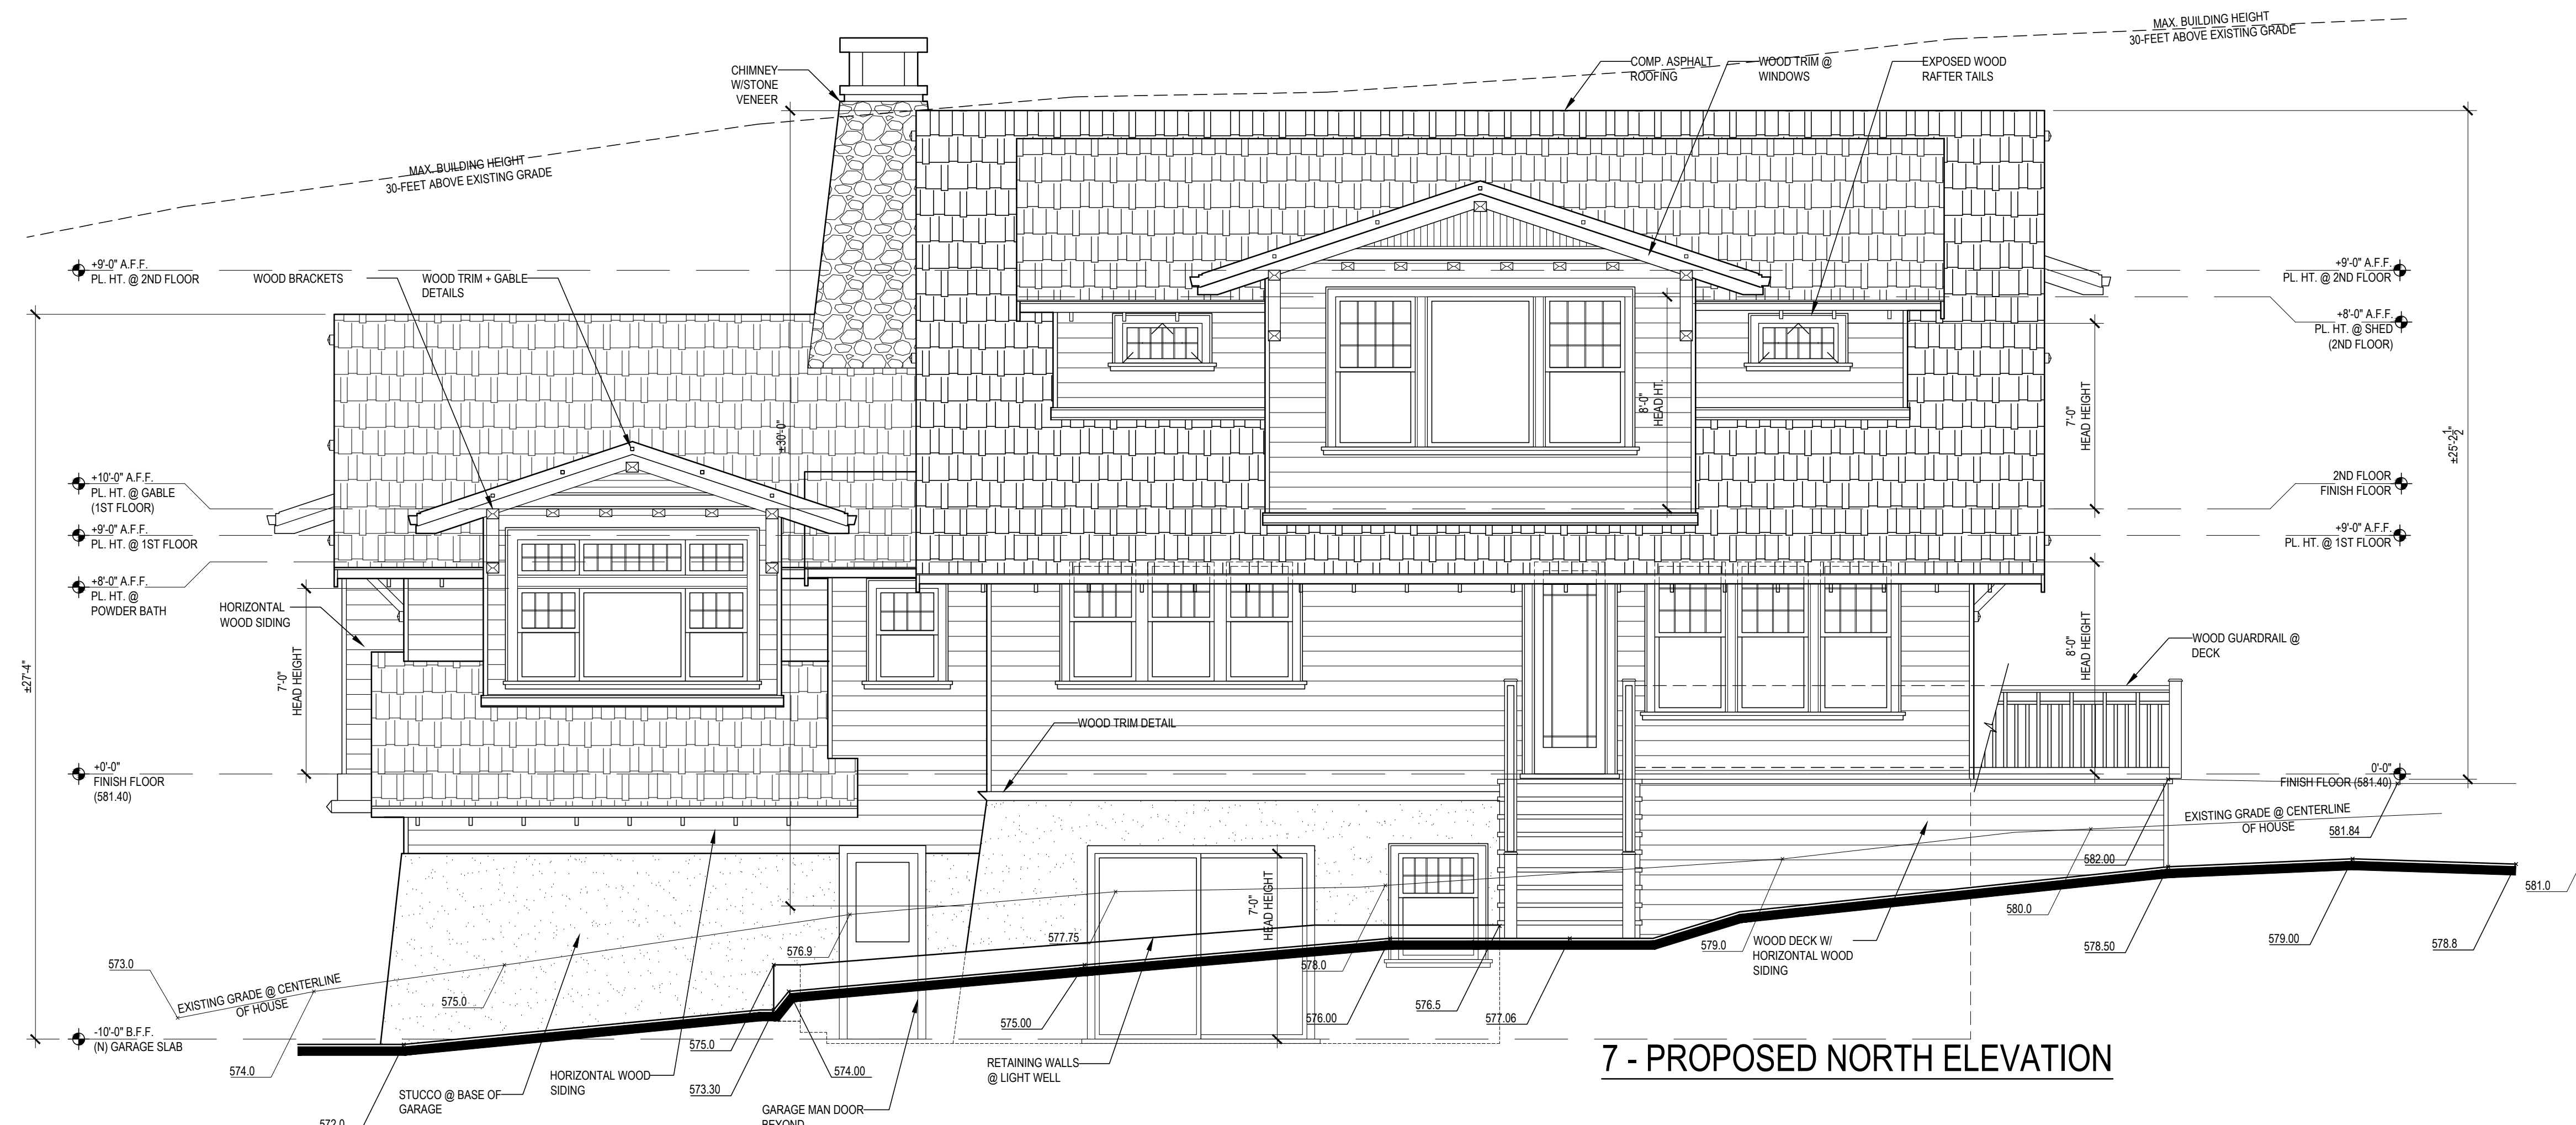 MAX. BUILDING HEIGHT
30-FEET ABOVE EXISTING GRADE
CHIMNEY
W/STONE
VENEER
COMP. ASPHALT
ROOFING
WOOD TRIM @
WINDOWS
EXPOSED WOOD
RAFTER TAILS
MAX. BUILDING HEIGHT
30-FEET ABOVE EXISTING GRADE
+9'-0" A.F.F.
PL. HT. @ 2ND FLOOR
WOOD BRACKETS
WOOD TRIM + GABLE
DETAILS
+9'-0" A.F.F.
PL. HT. @ 2ND FLOOR
+8'-0" A.F.F.
PL. HT. @ SHED
(2ND FLOOR)
±30'-0"
8'-0"
HEAD HT.
7'-0"
HEAD HEIGHT
±25'-2 1/2"
+10'-0" A.F.F.
PL. HT. @ GABLE
(1ST FLOOR)
+9'-0" A.F.F.
PL. HT. @ 1ST FLOOR
+8'-0" A.F.F.
PL. HT. @
POWDER BATH
2ND FLOOR
FINISH FLOOR
+9'-0" A.F.F.
PL. HT. @ 1ST FLOOR
HORIZONTAL
WOOD SIDING
±27'-4"
7'-0"
HEAD HEIGHT
8'-0"
HEAD HEIGHT
WOOD GUARDRAIL @
DECK
WOOD TRIM DETAIL
+0'-0"
FINISH FLOOR
(581.40)
0'-0"
FINISH FLOOR (581.40)
EXISTING GRADE @ CENTERLINE
OF HOUSE
581.84
582.00
581.0
7'-0"
HEAD HEIGHT
580.0
573.0
576.9
577.75
578.0
579.0
WOOD DECK W/
HORIZONTAL WOOD
SIDING
578.50
579.00
578.8
EXISTING GRADE @ CENTERLINE
OF HOUSE
575.0
576.5
576.00
577.06
575.00
-10'-0" B.F.F.
(N) GARAGE SLAB
575.0
574.0
573.30
574.00
RETAINING WALLS
@ LIGHT WELL
7 - PROPOSED NORTH ELEVATION
STUCCO @ BASE OF
GARAGE
HORIZONTAL WOOD
SIDING
GARAGE MAN DOOR
BEYOND
572.0